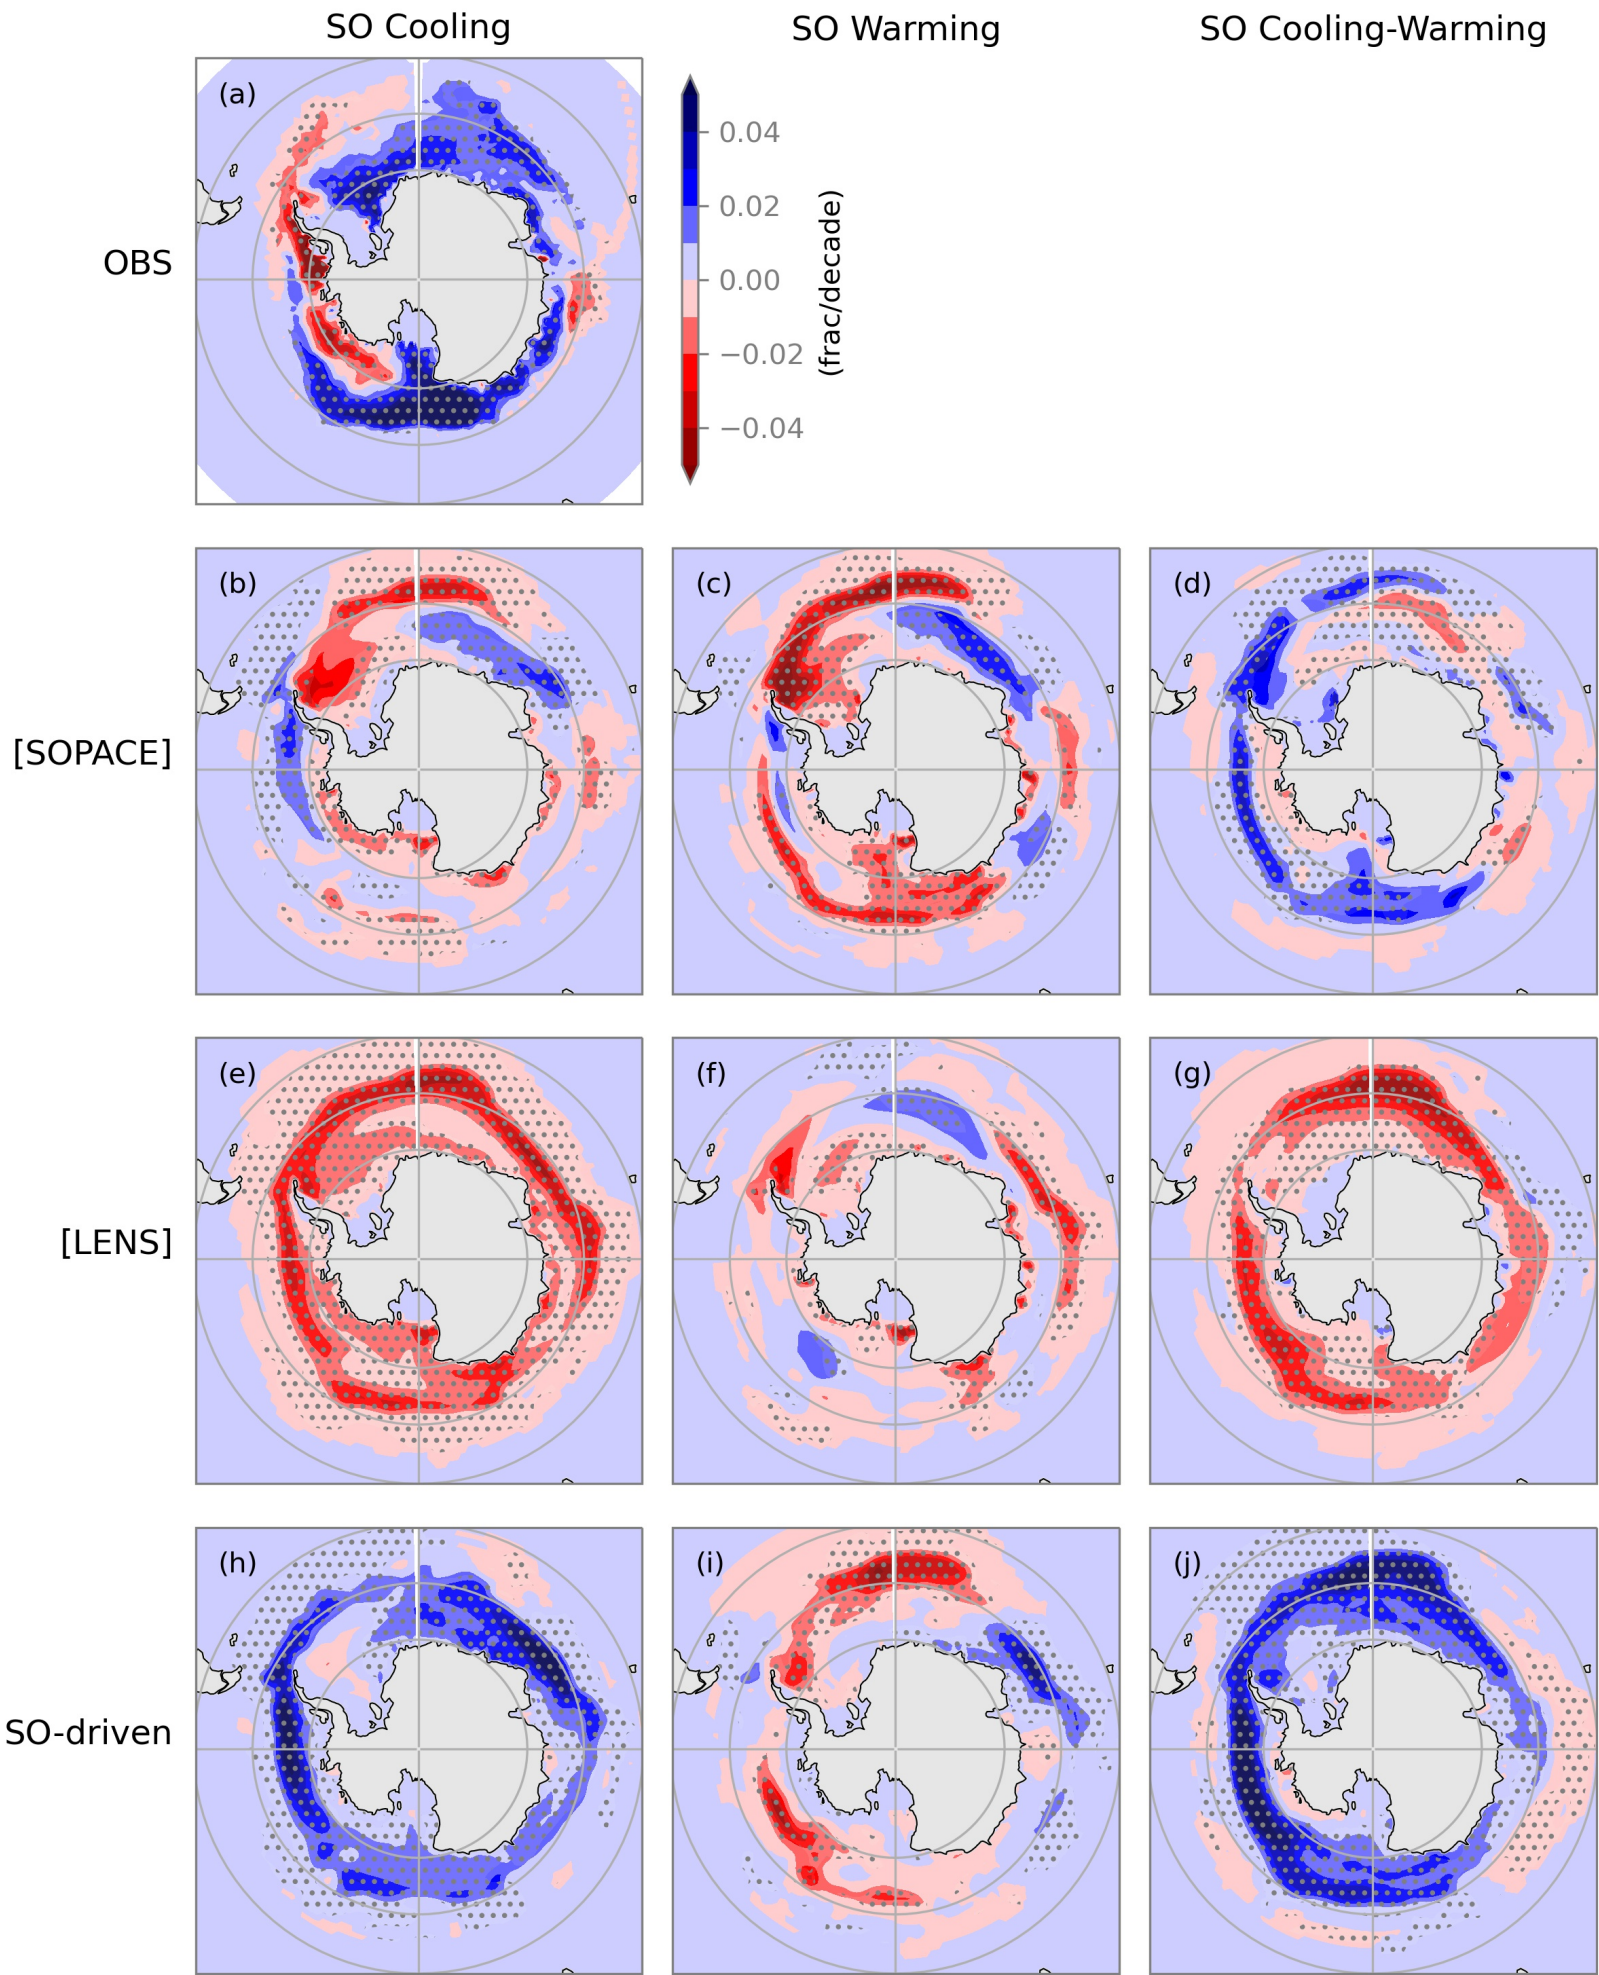 SO Cooling
SO Warming
SO Cooling-Warming
OBS
(a)
0.04
0.02
0.00
−0.02
−0.04
(frac/decade)
[SOPACE]
(b)
(c)
(d)
[LENS]
(e)
(f)
(g)
SO-driven
(h)
(i)
(j)